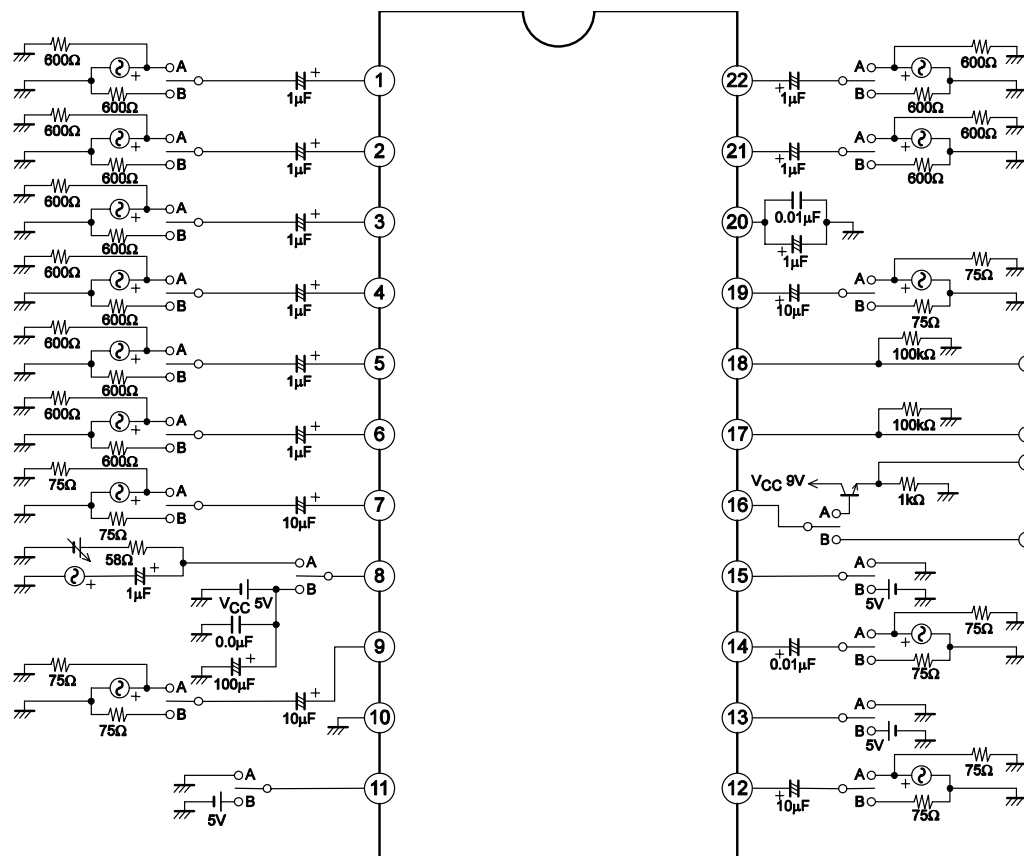 600Ω
A
B
600Ω
1μF
+
+
1
600Ω
A
B
600Ω
1μF
+
+
2
600Ω
A
B
600Ω
1μF
+
+
3
600Ω
A
B
600Ω
1μF
+
+
4
600Ω
A
B
600Ω
1μF
+
+
5
600Ω
A
B
600Ω
1μF
+
+
6
75Ω
A
B
75Ω
10μF
+
+
7
58Ω
+
1μF
+
A
B
8
VCC 5V
0.0μF
100μF
+
9
75Ω
A
B
75Ω
10μF
+
+
10
A
B
5V
11
22
+
1μF
A
B
+
600Ω
600Ω
21
+
1μF
A
B
+
600Ω
600Ω
20
0.01μF
+
1μF
19
+
10μF
A
B
+
75Ω
75Ω
18
100kΩ
17
100kΩ
16
VCC 9V
A
B
1kΩ
15
A
B
5V
14
+
0.01μF
A
B
+
75Ω
75Ω
13
A
B
5V
12
+
10μF
A
B
+
75Ω
75Ω